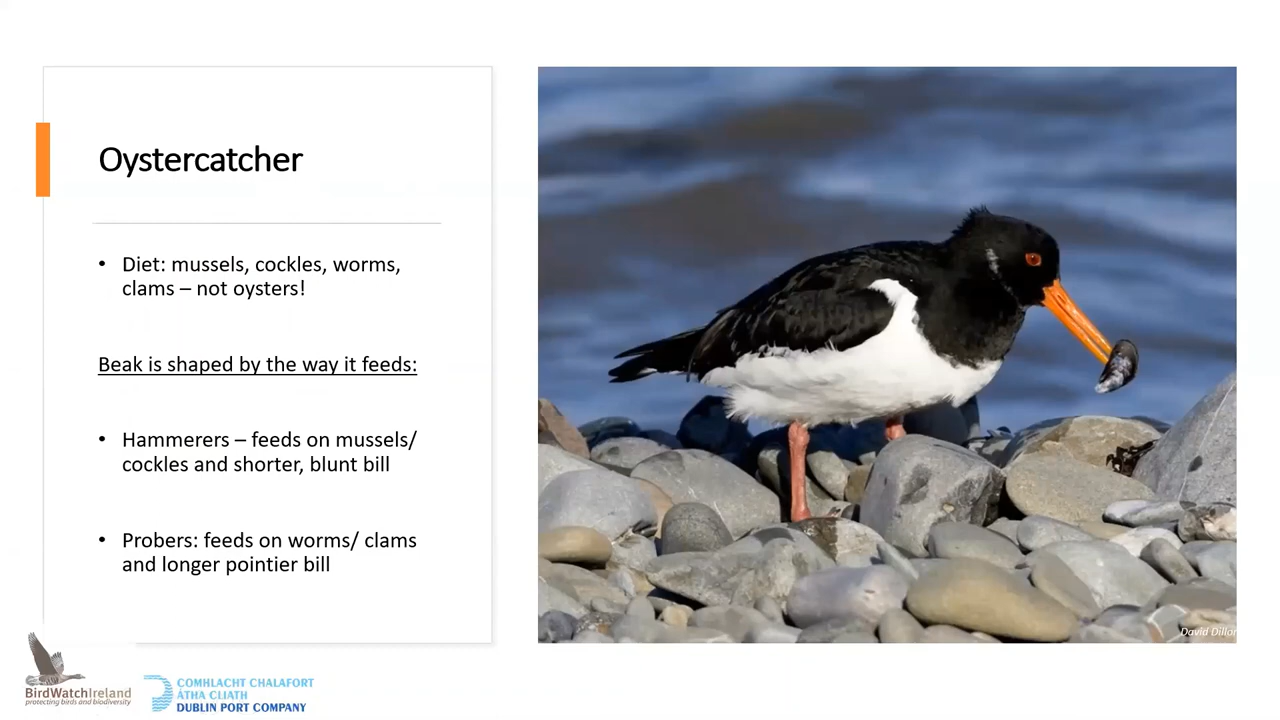 Oystercatcher
• Diet: mussels, cockles, worms,
clams – not oysters!
Beak is shaped by the way it feeds:
• Hammerers – feeds on mussels/
cockles and shorter, blunt bill
• Probers: feeds on worms/ clams
and longer pointier bill
David Dillon
BirdWatchIreland
protecting birds and biodiversity
COMHLACHT CHALAFORT
ÁTHA CLIATH
DUBLIN PORT COMPANY